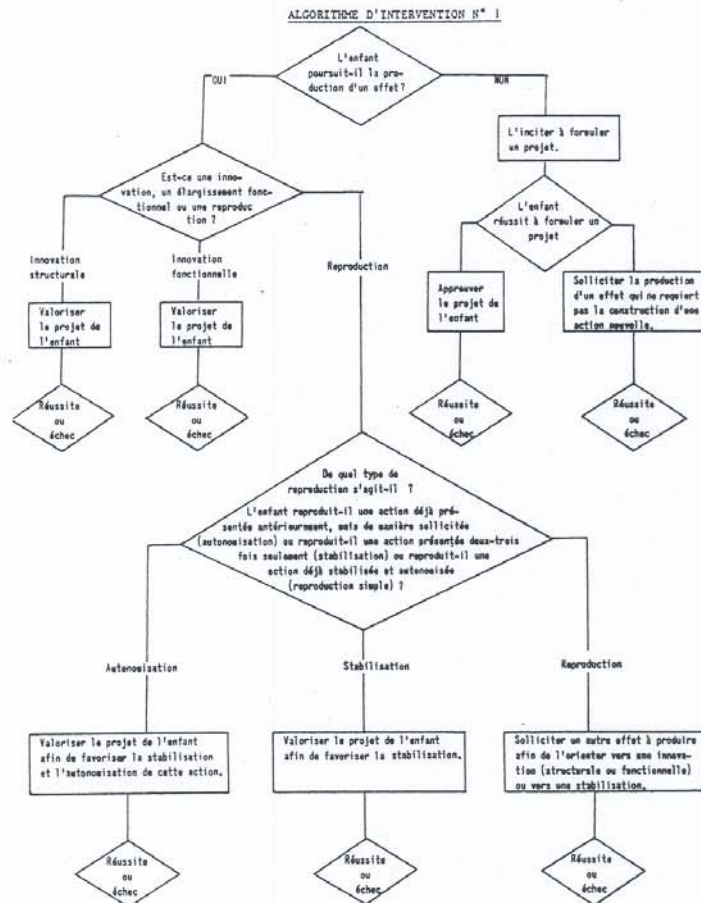 ALGORITHME D'INTERVENTION N° 1
L'enfant
poursuit-il la pro-
duction d'un effet?
OUI
NON
L'inciter à formuler
un projet.
Est-ce une inno-
vation, un élargissement fonc-
tionnel ou une reproduc
tion ?
L'enfant
réussit à formuler un
projet
Innovation
structurale
Innovation
fonctionnelle
Reproduction
Valoriser
le projet de
l'enfant
Valoriser
le projet de
l'enfant
Approuver
le projet de
l'enfant
Solliciter la production
d'un effet qui ne requiert
pas la construction d'une
action nouvelle.
Réussite
ou
échec
Réussite
ou
échec
Réussite
ou
échec
Réussite
ou
échec
De quel type de
reproduction s'agit-il ?
L'enfant reproduit-il une action déjà pré-
sentée antérieurement, mais de manière sollicitée
(autonomisation) ou reproduit-il une action présentée deux-trois
fois seulement (stabilisation) ou reproduit-il une
action déjà stabilisée et autonomisée
(reproduction simple) ?
Autonomisation
Stabilisation
Reproduction
Valoriser le projet de l'enfant
afin de favoriser la stabilisation
et l'autonomisation de cette action.
Valoriser le projet de l'enfant
afin de favoriser la stabilisation.
Solliciter un autre effet à produire
afin de l'orienter vers une innova-
tion (structurale ou fonctionnelle)
ou vers une stabilisation.
Réussite
ou
échec
Réussite
ou
échec
Réussite
ou
échec